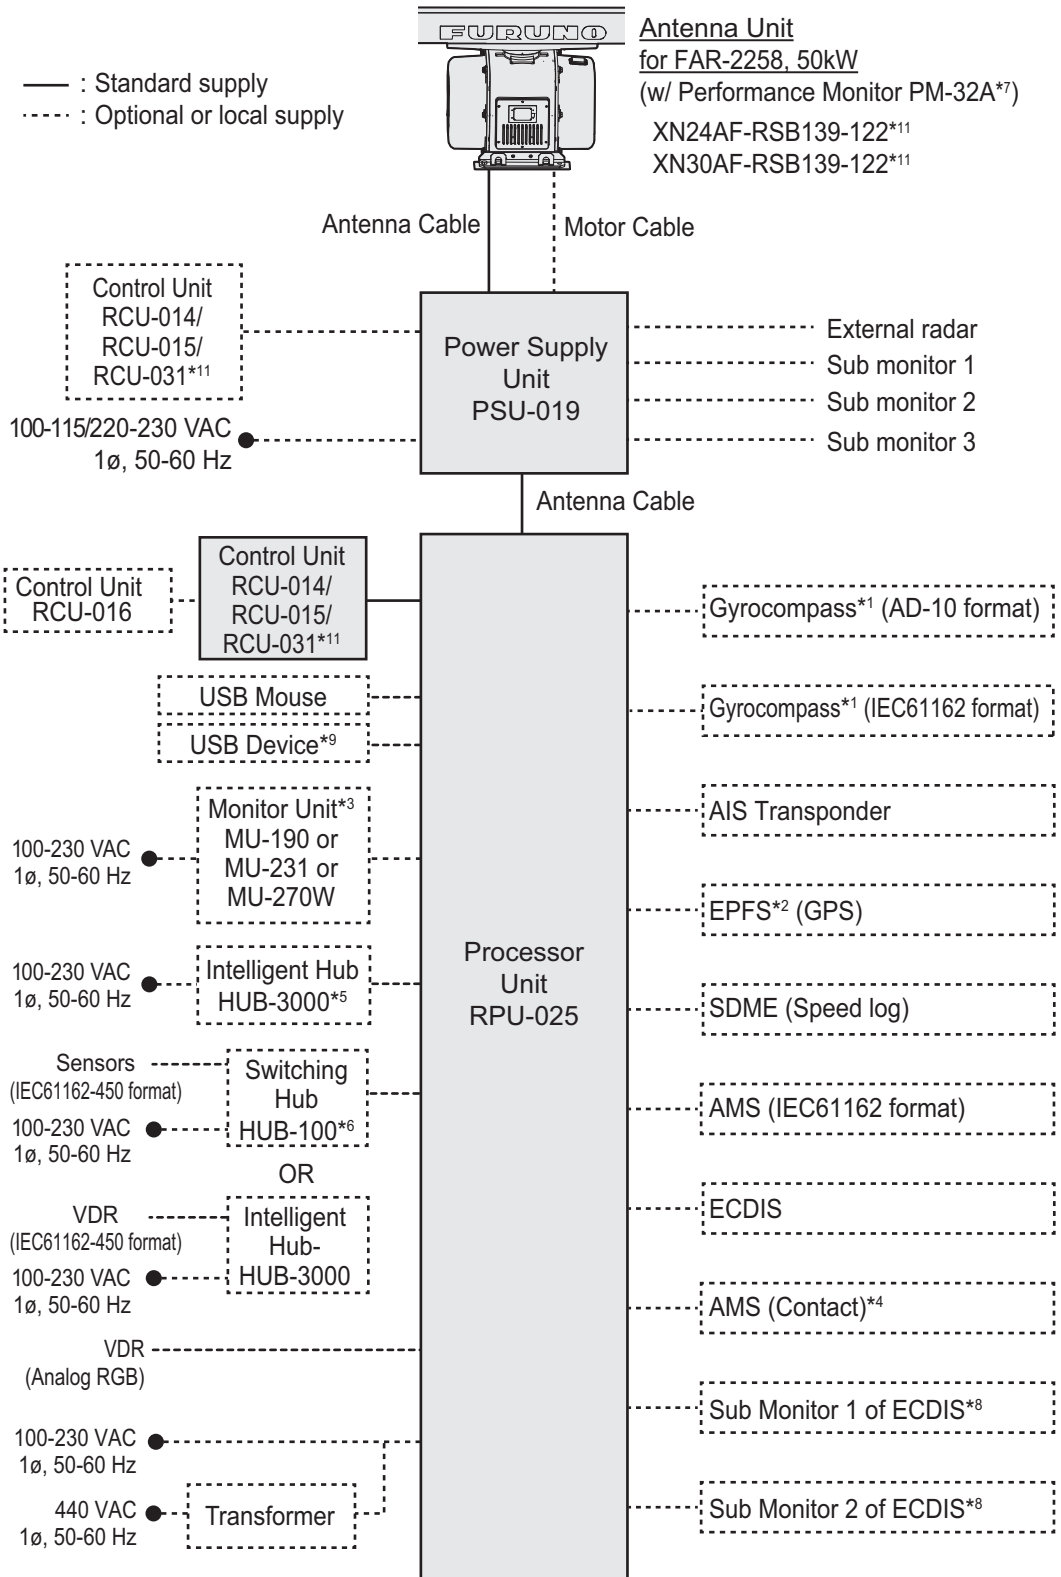 FURUNO
Antenna Unit
for FAR-2258, 50kW
(w/ Performance Monitor PM-32A*7)
XN24AF-RSB139-122*11
XN30AF-RSB139-122*11
: Standard supply
: Optional or local supply
Antenna Cable
Motor Cable
Control Unit
RCU-014/
RCU-015/
RCU-031*11
100-115/220-230 VAC
1ø, 50-60 Hz
Power Supply
Unit
PSU-019
External radar
Sub monitor 1
Sub monitor 2
Sub monitor 3
Antenna Cable
Control Unit
RCU-016
Control Unit
RCU-014/
RCU-015/
RCU-031*11
USB Mouse
USB Device*9
Monitor Unit*3
MU-190 or
MU-231 or
MU-270W
100-230 VAC
1ø, 50-60 Hz
Intelligent Hub
HUB-3000*5
100-230 VAC
1ø, 50-60 Hz
Sensors
(IEC61162-450 format)
100-230 VAC
1ø, 50-60 Hz
Switching
Hub
HUB-100*6
OR
VDR
(IEC61162-450 format)
100-230 VAC
1ø, 50-60 Hz
Intelligent
Hub-
HUB-3000
VDR
(Analog RGB)
100-230 VAC
1ø, 50-60 Hz
440 VAC
1ø, 50-60 Hz
Transformer
Processor
Unit
RPU-025
Gyrocompass*1 (AD-10 format)
Gyrocompass*1 (IEC61162 format)
AIS Transponder
EPFS*2 (GPS)
SDME (Speed log)
AMS (IEC61162 format)
ECDIS
AMS (Contact)*4
Sub Monitor 1 of ECDIS*8
Sub Monitor 2 of ECDIS*8